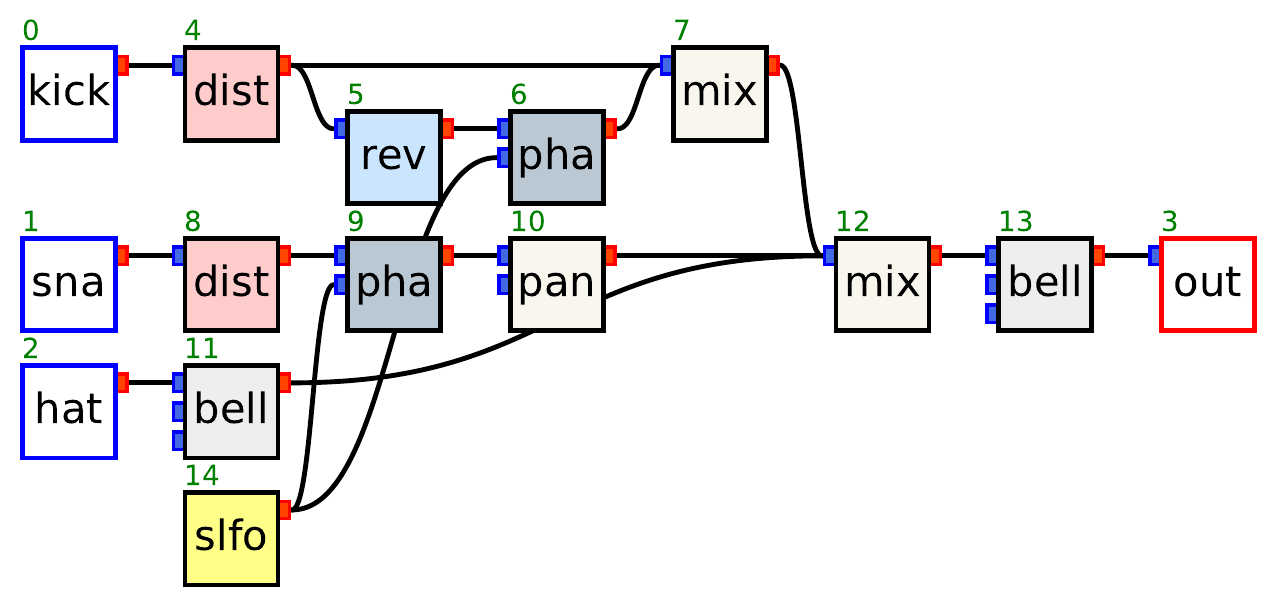 0 4 7
kick dist mix
5 6
rev pha
1 8 9 10 12 13 3
sna dist pha pan mix bell out
2 11
hat bell
14
slfo